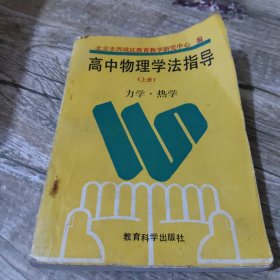 北京市西城区教育教学研究中心 编
高中物理学法指导
（上册）
力学·热学
教育科学出版社